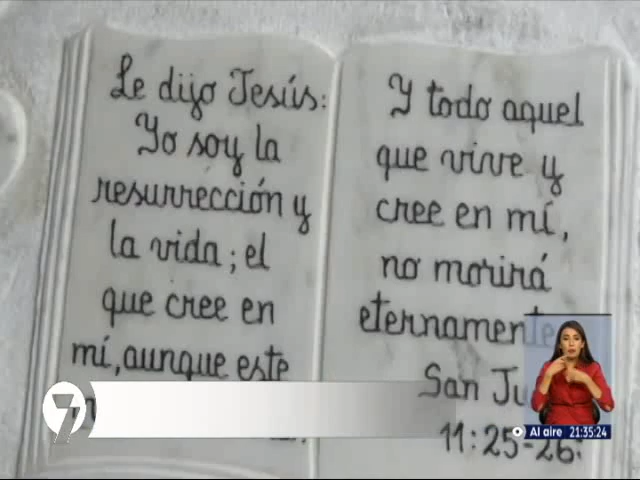 Le dijo Jesús:
Yo soy la
resurrección y
la vida; el
que cree en
mí, aunque este
Y todo aquel
que vive y
cree en mí,
no morirá
eternamente
San
11:25-26
7
Al aire 21:35:24